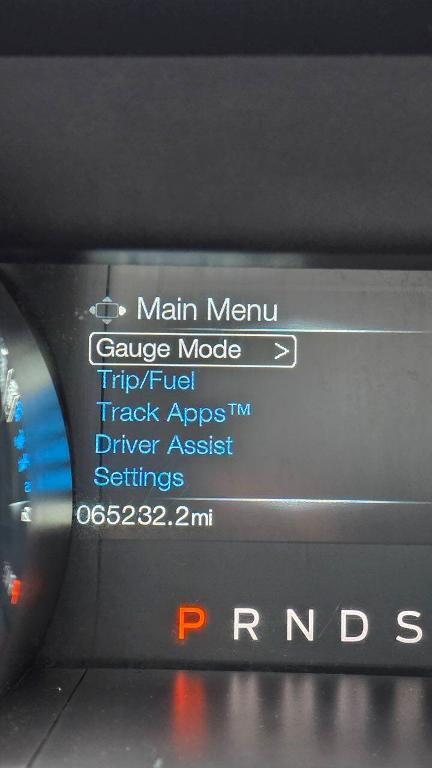 Main Menu
Gauge Mode >
Trip/Fuel
Track Apps™
Driver Assist
Settings
065232.2mi
P R N D S